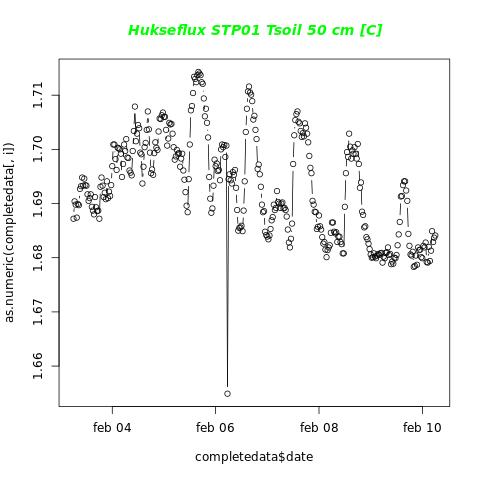 Hukseflux STP01 Tsoil 50 cm [C]
as.numeric(completedata[, i])
1.71
1.70
1.69
1.68
1.67
1.66
feb 04 feb 06 feb 08 feb 10
completedata$date